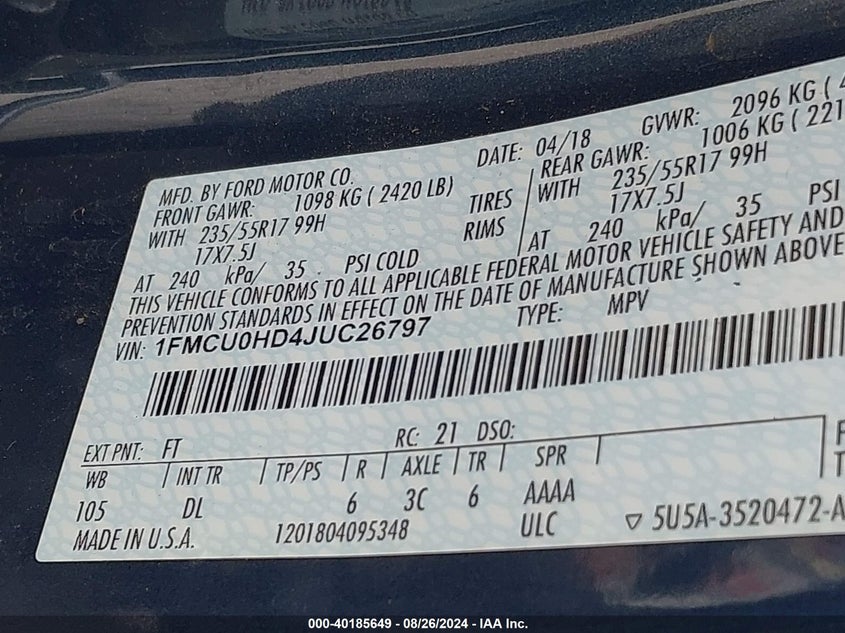 MFD. BY FORD MOTOR CO.
DATE: 04/18 GVWR: 2096 KG (
FRONT GAWR: 1098 KG ( 2420 LB) REAR GAWR: 1006 KG ( 221
WITH 235/55R17 99H TIRES WITH 235/55R17 99H
17X7.5J RIMS 17X7.5J
AT 240 kPa/ 35 PSI COLD AT 240 kPa/ 35 PSI
THIS VEHICLE CONFORMS TO ALL APPLICABLE FEDERAL MOTOR VEHICLE SAFETY AND
PREVENTION STANDARDS IN EFFECT ON THE DATE OF MANUFACTURE SHOWN ABOVE
VIN: 1FMCU0HD4JUC26797 TYPE: MPV
EXT PNT: FT RC: 21 DSO:
WB INT TR TP/PS R AXLE TR SPR
105 DL 6 3C 6 AAAA
MADE IN U.S.A. 1201804095348 ULC ▽ 5U5A-3520472-A
000-40185649 - 08/26/2024 - IAA Inc.